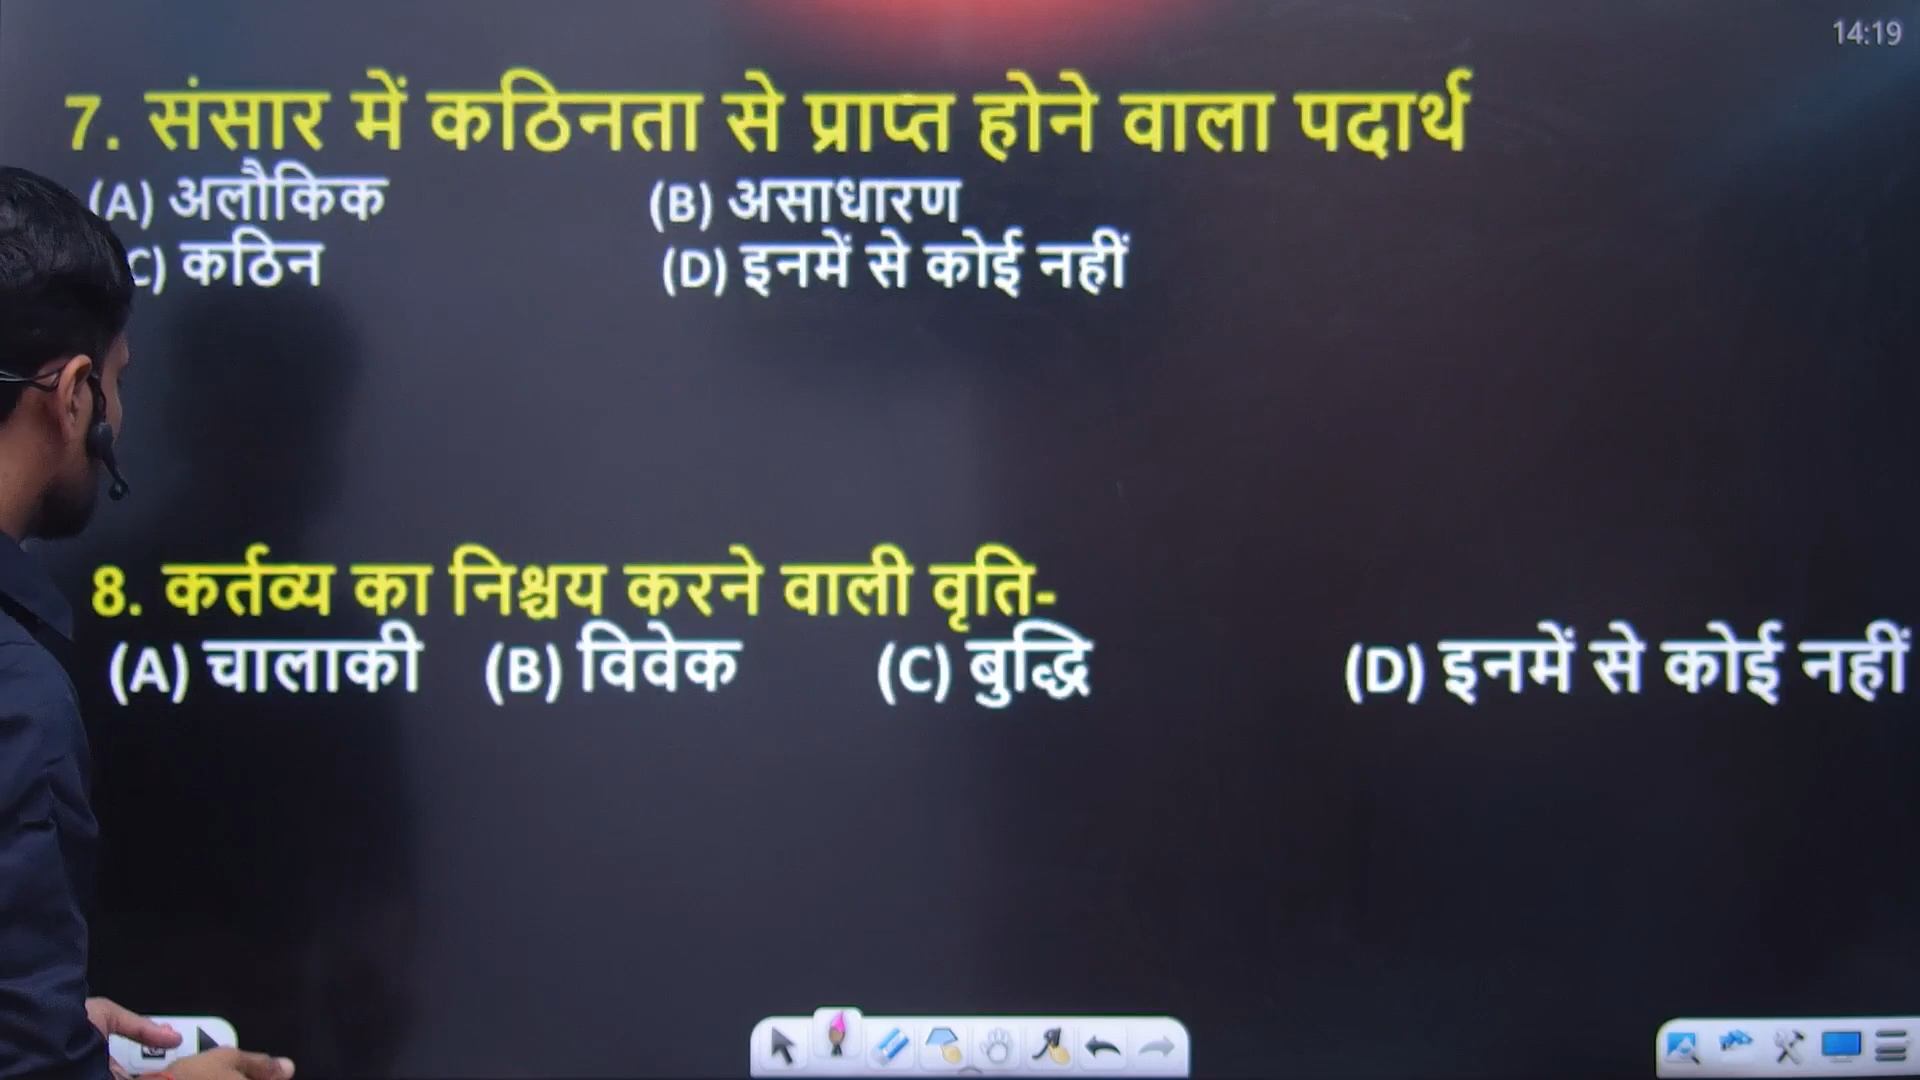 14:19
7. संसार में कठिनता से प्राप्त होने वाला पदार्थ
(A) अलौकिक (B) असाधारण
C) कठिन (D) इनमें से कोई नहीं
8. कर्तव्य का निश्चय करने वाली वृति-
(A) चालाकी (B) विवेक (C) बुद्धि (D) इनमें से कोई नहीं